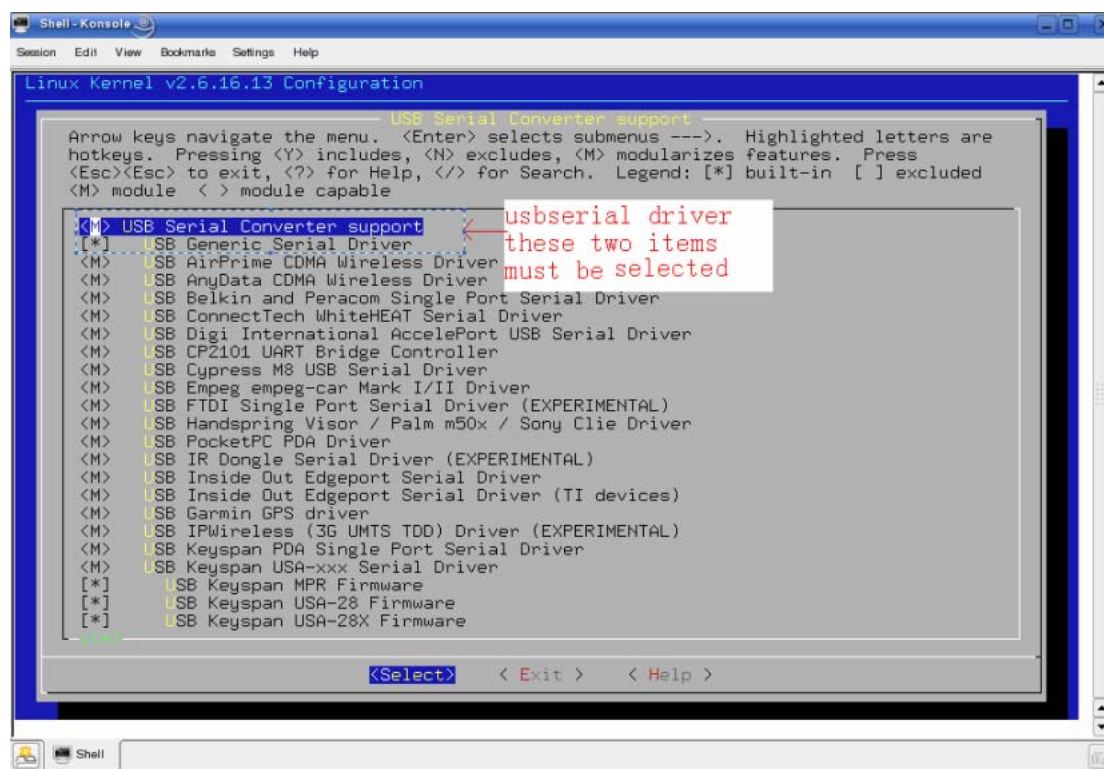 Shell - Konsole
Session Edit View Bookmarks Settings Help
Linux Kernel v2.6.16.13 Configuration
USB Serial Converter support
Arrow keys navigate the menu. <Enter> selects submenus --->. Highlighted letters are
hotkeys. Pressing <Y> includes, <N> excludes, <M> modularizes features. Press
<Esc><Esc> to exit, <?> for Help, </> for Search. Legend: [*] built-in [ ] excluded
<M> module < > module capable
<M> USB Serial Converter support
[*] USB Generic Serial Driver
<M> USB AirPrime CDMA Wireless Driver
<M> USB AnyData CDMA Wireless Driver
usbserial driver
these two items
must be selected
<M> USB Belkin and Peracom Single Port Serial Driver
<M> USB ConnectTech WhiteHEAT Serial Driver
<M> USB Digi International AccelePort USB Serial Driver
<M> USB CP2101 UART Bridge Controller
<M> USB Cypress M8 USB Serial Driver
<M> USB Empeg empeg-car Mark I/II Driver
<M> USB FTDI Single Port Serial Driver (EXPERIMENTAL)
<M> USB Handspring Visor / Palm m50x / Sony Clie Driver
<M> USB PocketPC PDA Driver
<M> USB IR Dongle Serial Driver (EXPERIMENTAL)
<M> USB Inside Out Edgeport Serial Driver
<M> USB Inside Out Edgeport Serial Driver (TI devices)
<M> USB Garmin GPS driver
<M> USB IPWireless (3G UMTS TDD) Driver (EXPERIMENTAL)
<M> USB Keyspan PDA Single Port Serial Driver
<M> USB Keyspan USA-xxx Serial Driver
[*] USB Keyspan MPR Firmware
[*] USB Keyspan USA-28 Firmware
[*] USB Keyspan USA-28X Firmware
<Select> < Exit > < Help >
Shell